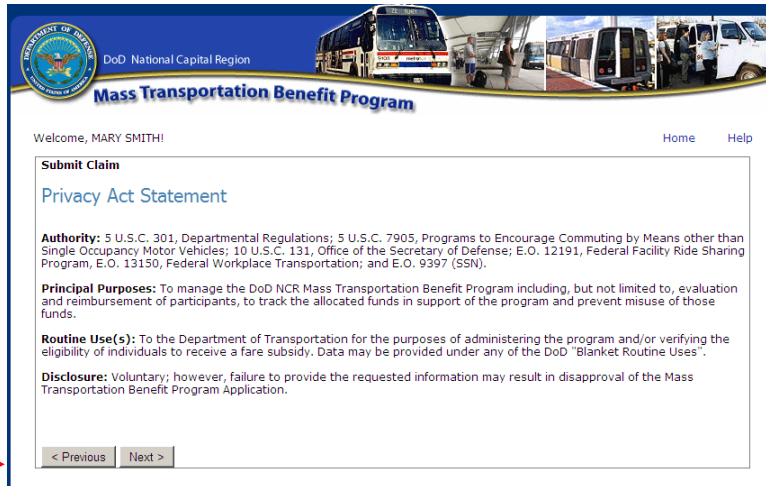 DoD National Capital Region
Mass Transportation Benefit Program
Welcome, MARY SMITH!
Home Help
Submit Claim
Privacy Act Statement
Authority: 5 U.S.C. 301, Departmental Regulations; 5 U.S.C. 7905, Programs to Encourage Commuting by Means other than
Single Occupancy Motor Vehicles; 10 U.S.C. 131, Office of the Secretary of Defense; E.O. 12191, Federal Facility Ride Sharing
Program, E.O. 13150, Federal Workplace Transportation; and E.O. 9397 (SSN).
Principal Purposes: To manage the DoD NCR Mass Transportation Benefit Program including, but not limited to, evaluation
and reimbursement of participants, to track the allocated funds in support of the program and prevent misuse of those
funds.
Routine Use(s): To the Department of Transportation for the purposes of administering the program and/or verifying the
eligibility of individuals to receive a fare subsidy. Data may be provided under any of the DoD "Blanket Routine Uses".
Disclosure: Voluntary; however, failure to provide the requested information may result in disapproval of the Mass
Transportation Benefit Program Application.
< Previous Next >